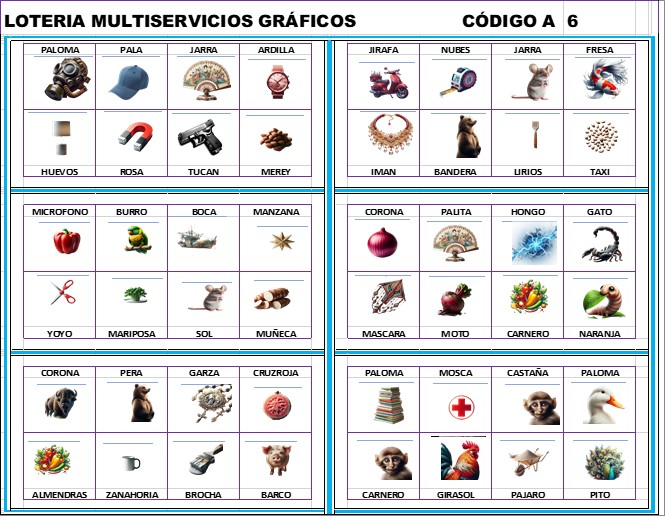 LOTERIA MULTISERVICIOS GRÁFICOS CÓDIGO A 6
PALOMA PALA JARRA ARDILLA
HUEVOS ROSA TUCAN MEREY
JIRAFA NUBES JARRA FRESA
IMAN BANDERA LIRIOS TAXI
MICROFONO BURRO BOCA MANZANA
YOYO MARIPOSA SOL MUÑECA
CORONA PALITA HONGO GATO
MASCARA MOTO CARNERO NARANJA
CORONA PERA GARZA CRUZROJA
ALMENDRAS ZANAHORIA BROCHA BARCO
PALOMA MOSCA CASTAÑA PALOMA
CARNERO GIRASOL PAJARO PITO